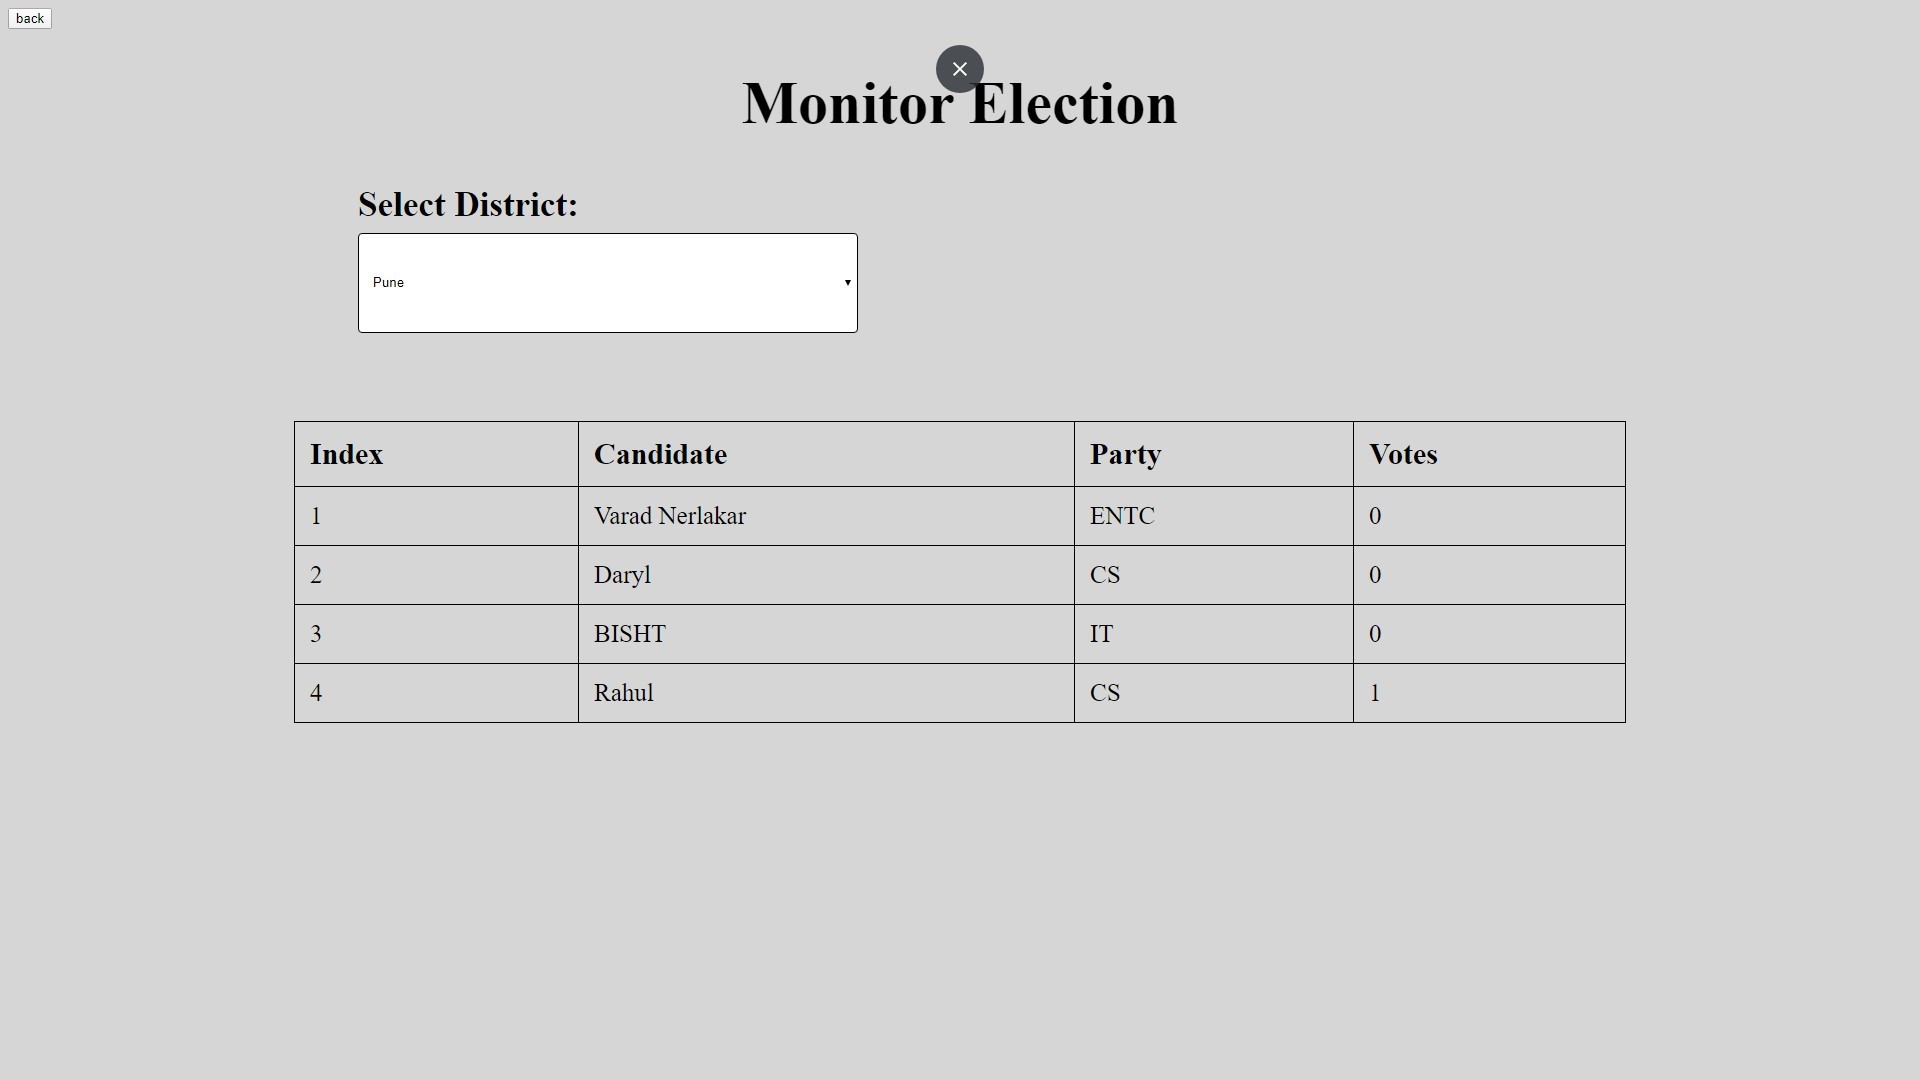 back
Monitor Election
Select District:
Pune
Index Candidate Party Votes
1 Varad Nerlakar ENTC 0
2 Daryl CS 0
3 BISHT IT 0
4 Rahul CS 1